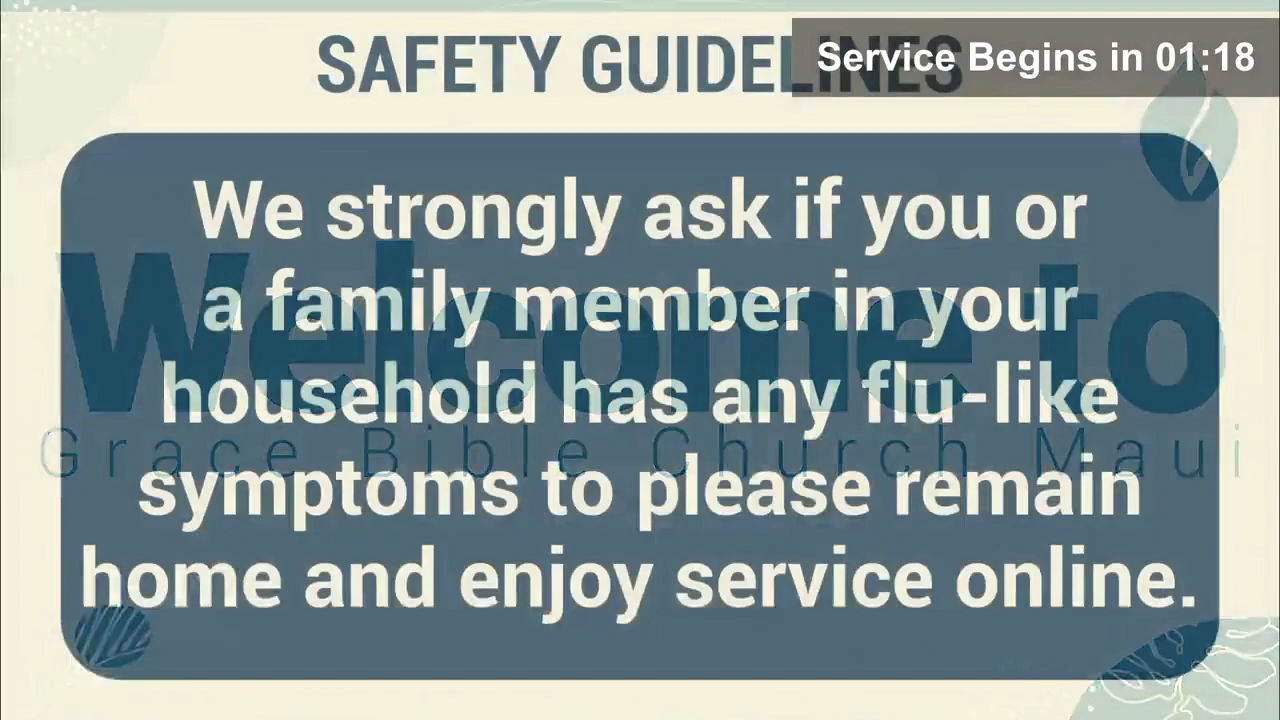 SAFETY GUIDELINES
Service Begins in 01:18
We strongly ask if you or
a family member in your
household has any flu-like
symptoms to please remain
home and enjoy service online.
Welcome to
Grace Bible Church Maui